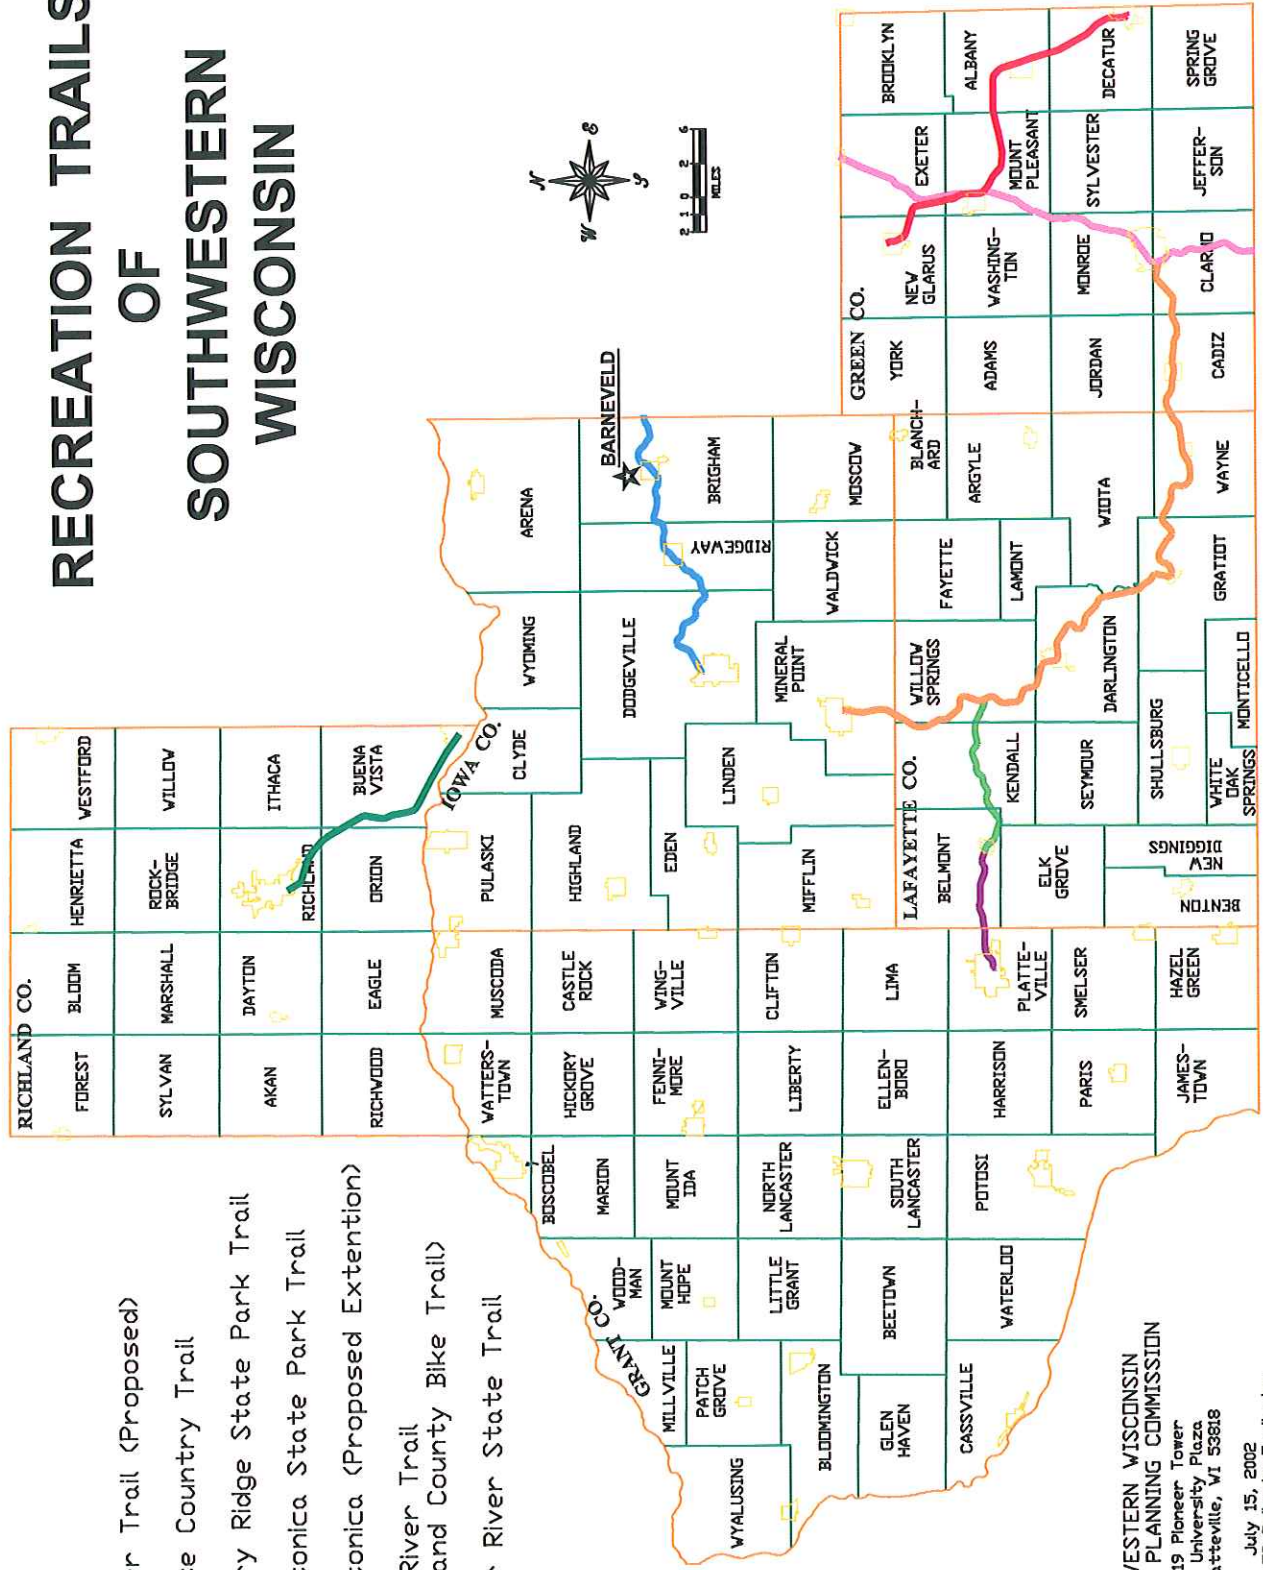 RECREATION TRAILS
OF
SOUTHWESTERN
WISCONSIN
N
W
E
S
2 1 0 2 6
MILES
BARNEVELD
RICHLAND CO.
FOREST
BLOOM
HENRIETTA
WESTFORD
SYLVAN
MARSHALL
ROCK-
BRIDGE
WILLOW
AKAN
DAYTON
RICHLAND
ITHACA
RICHWOOD
EAGLE
ORION
BUENA
VISTA
IOWA CO.
WATTERS-
TOWN
MUSCODA
PULASKI
CLYDE
WYOMING
ARENA
BOSCOBEL
MARION
HICKORY
GROVE
CASTLE
ROCK
HIGHLAND
DODGEVILLE
RIDGEWAY
BRIGHAM
GRANT CO.
WOOD-
MAN
MILLVILLE
MOUNT
HOPE
MOUNT
IDA
FENNI-
MORE
WING-
VILLE
EDEN
LINDEN
MINERAL
POINT
WALDWICK
MOSCOW
WYALUSING
PATCH
GROVE
BLOOMINGTON
LITTLE
GRANT
NORTH
LANCASTER
LIBERTY
CLIFTON
MIFFLIN
GLEN
HAVEN
BEETOWN
SOUTH
LANCASTER
ELLEN-
BORO
LIMA
CASSVILLE
WATERLOO
POTOSI
HARRISON
PLATTE-
VILLE
PARIS
SMELSER
JAMES-
TOWN
HAZEL
GREEN
LAFAYETTE CO.
BELMONT
KENDALL
WILLOW
SPRINGS
FAYETTE
LAMONT
ARGYLE
BLANCH-
ARD
ELK
GROVE
SEYMOUR
DARLINGTON
WIOTA
BENTON
NEW
DIGGINGS
SHULLSBURG
WHITE
OAK
SPRINGS
MONTICELLO
GRATIOT
WAYNE
GREEN CO.
YORK
NEW
GLARUS
EXETER
BROOKLYN
ADAMS
WASHING-
TON
MOUNT
PLEASANT
ALBANY
JORDAN
MONROE
SYLVESTER
DECATUR
CADIZ
CLARNO
JEFFER-
SON
SPRING
GROVE
Trail (Proposed)
Country Trail
Ridge State Park Trail
State Park Trail
(Proposed Extention)
River Trail
County Bike Trail)
River State Trail
WISCONSIN
PLANNING COMMISSION
Pioneer Tower
University Plaza
WI 53818
July 15, 2002